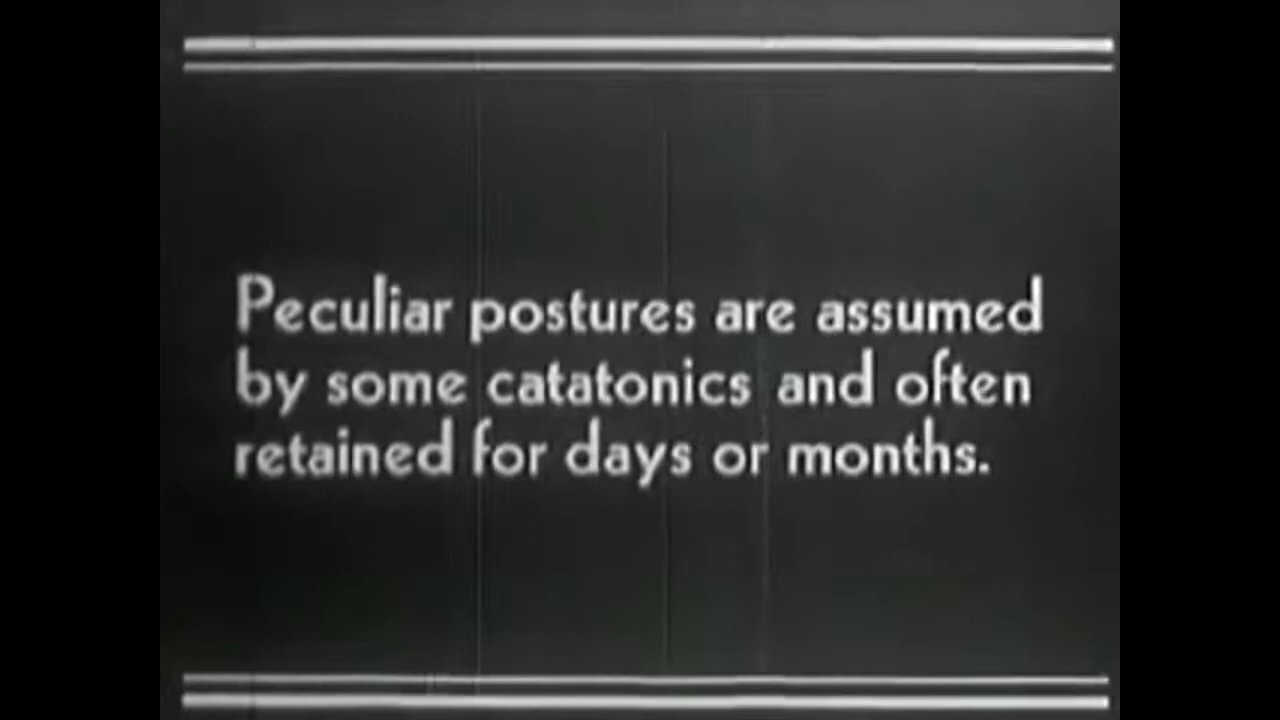 Peculiar postures are assumed
by some catatonics and often
retained for days or months.